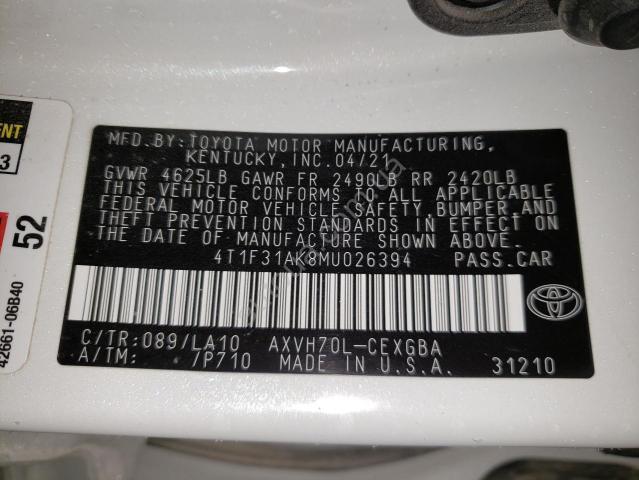 MFD.BY:TOYOTA MOTOR MANUFACTURING,
KENTUCKY,INC.04/21
GVWR 4625LB GAWR FR 2490LB RR 2420LB
THIS VEHICLE CONFORMS TO ALL APPLICABLE
FEDERAL MOTOR VEHICLE SAFETY,BUMPER,AND
THEFT PREVENTION STANDARDS IN EFFECT ON
THE DATE OF MANUFACTURE SHOWN ABOVE.
4T1F31AK8MU026394 PASS.CAR
C/TR:089/LA10 AXVH70L-CEXGBA
A/TM: 7P710 MADE IN U.S.A. 31210
3
52
42661-06B40